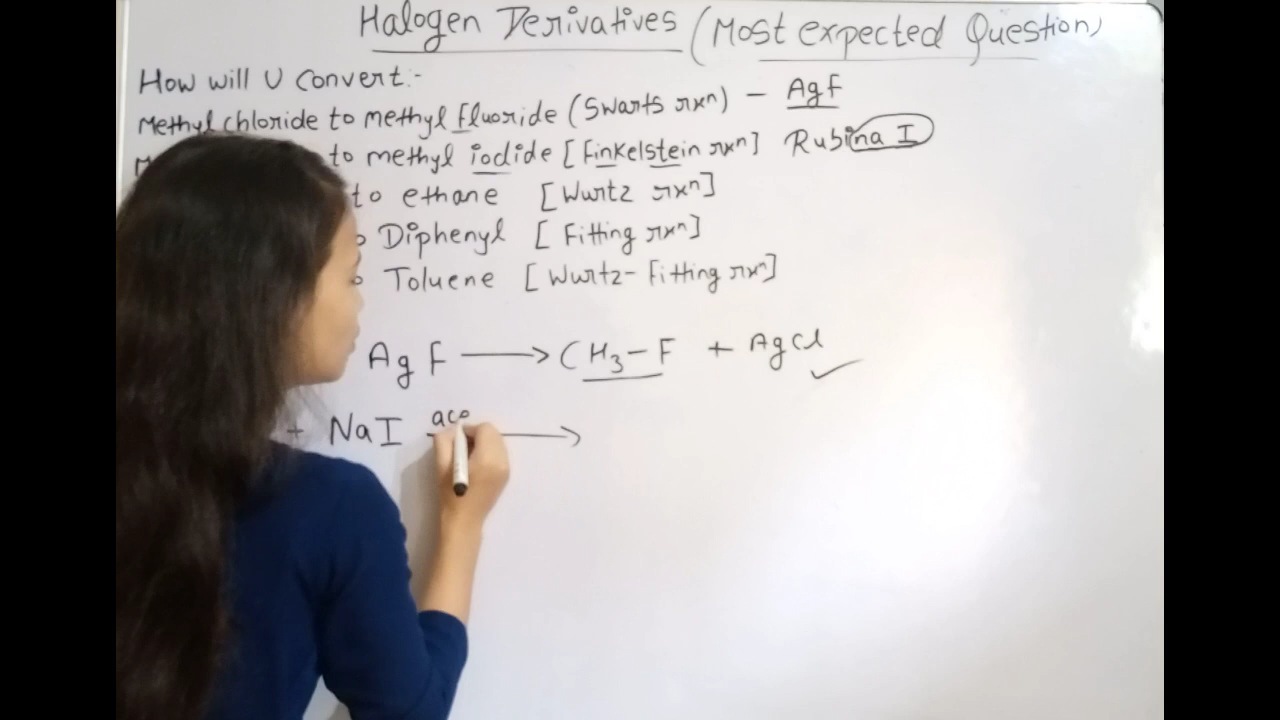 Halogen Derivatives (Most expected Question)
How will U convert:-
Methyl chloride to methyl fluoride (Swarts rxⁿ) - AgF
to methyl iodide [Finkelstein rxⁿ] Rubina I
to ethane [Wurtz rxⁿ]
Diphenyl [Fitting rxⁿ]
Toluene [Wurtz-Fitting rxⁿ]
AgF ⟶ CH₃-F + AgCl ✓
+ NaI ace ⟶